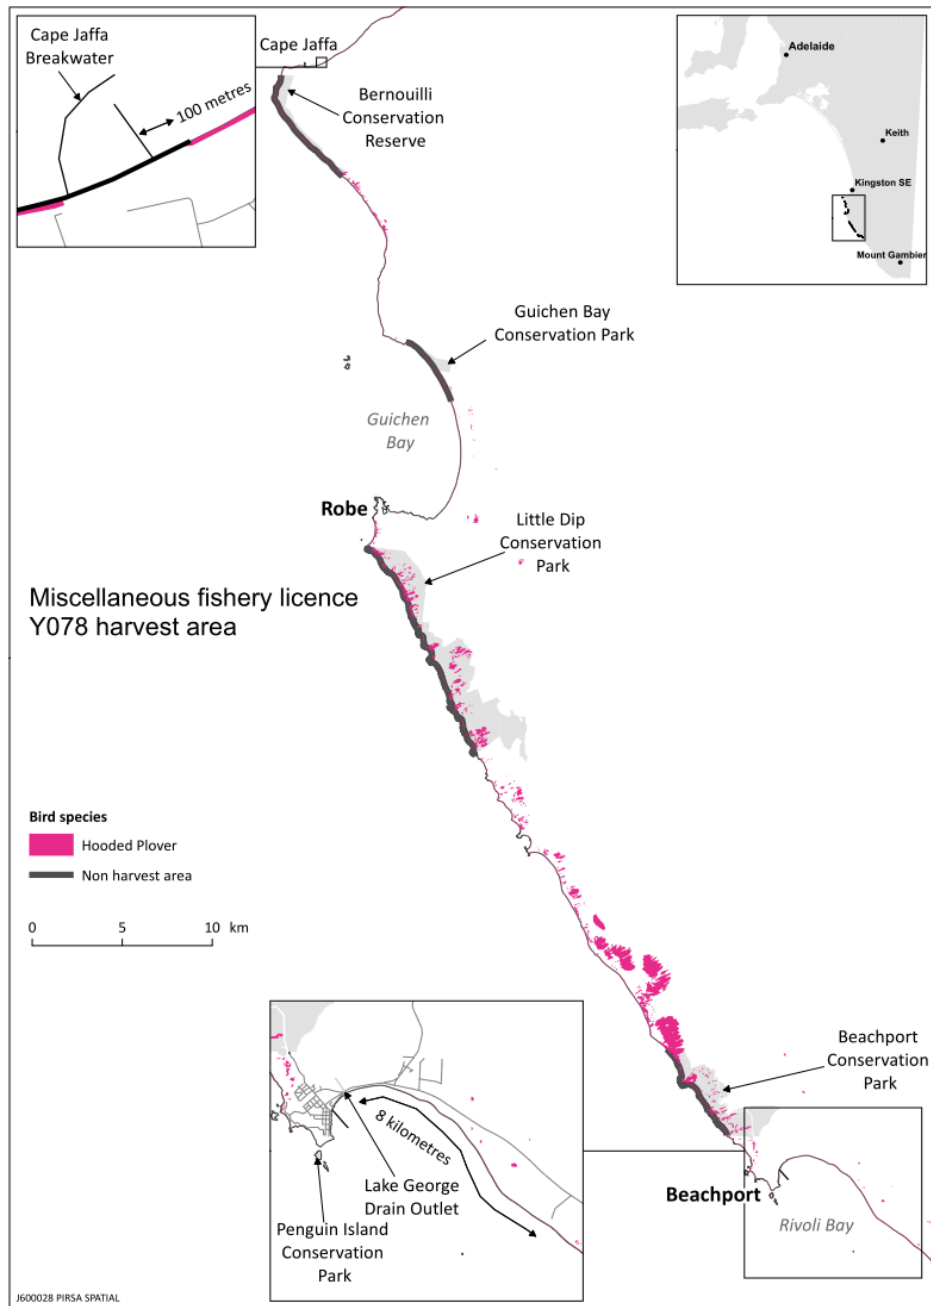 Cape Jaffa
Breakwater
100 metres
Cape Jaffa
Bernouilli
Conservation
Reserve
Adelaide
Keith
Kingston SE
Mount Gambier
Guichen Bay
Conservation Park
Guichen
Bay
Robe
Little Dip
Conservation
Park
Miscellaneous fishery licence
Y078 harvest area
Bird species
Hooded Plover
Non harvest area
0 5 10 km
Beachport
Conservation
Park
8 kilometres
Lake George
Drain Outlet
Penguin Island
Conservation
Park
Beachport
Rivoli Bay
J600028 PIRSA SPATIAL